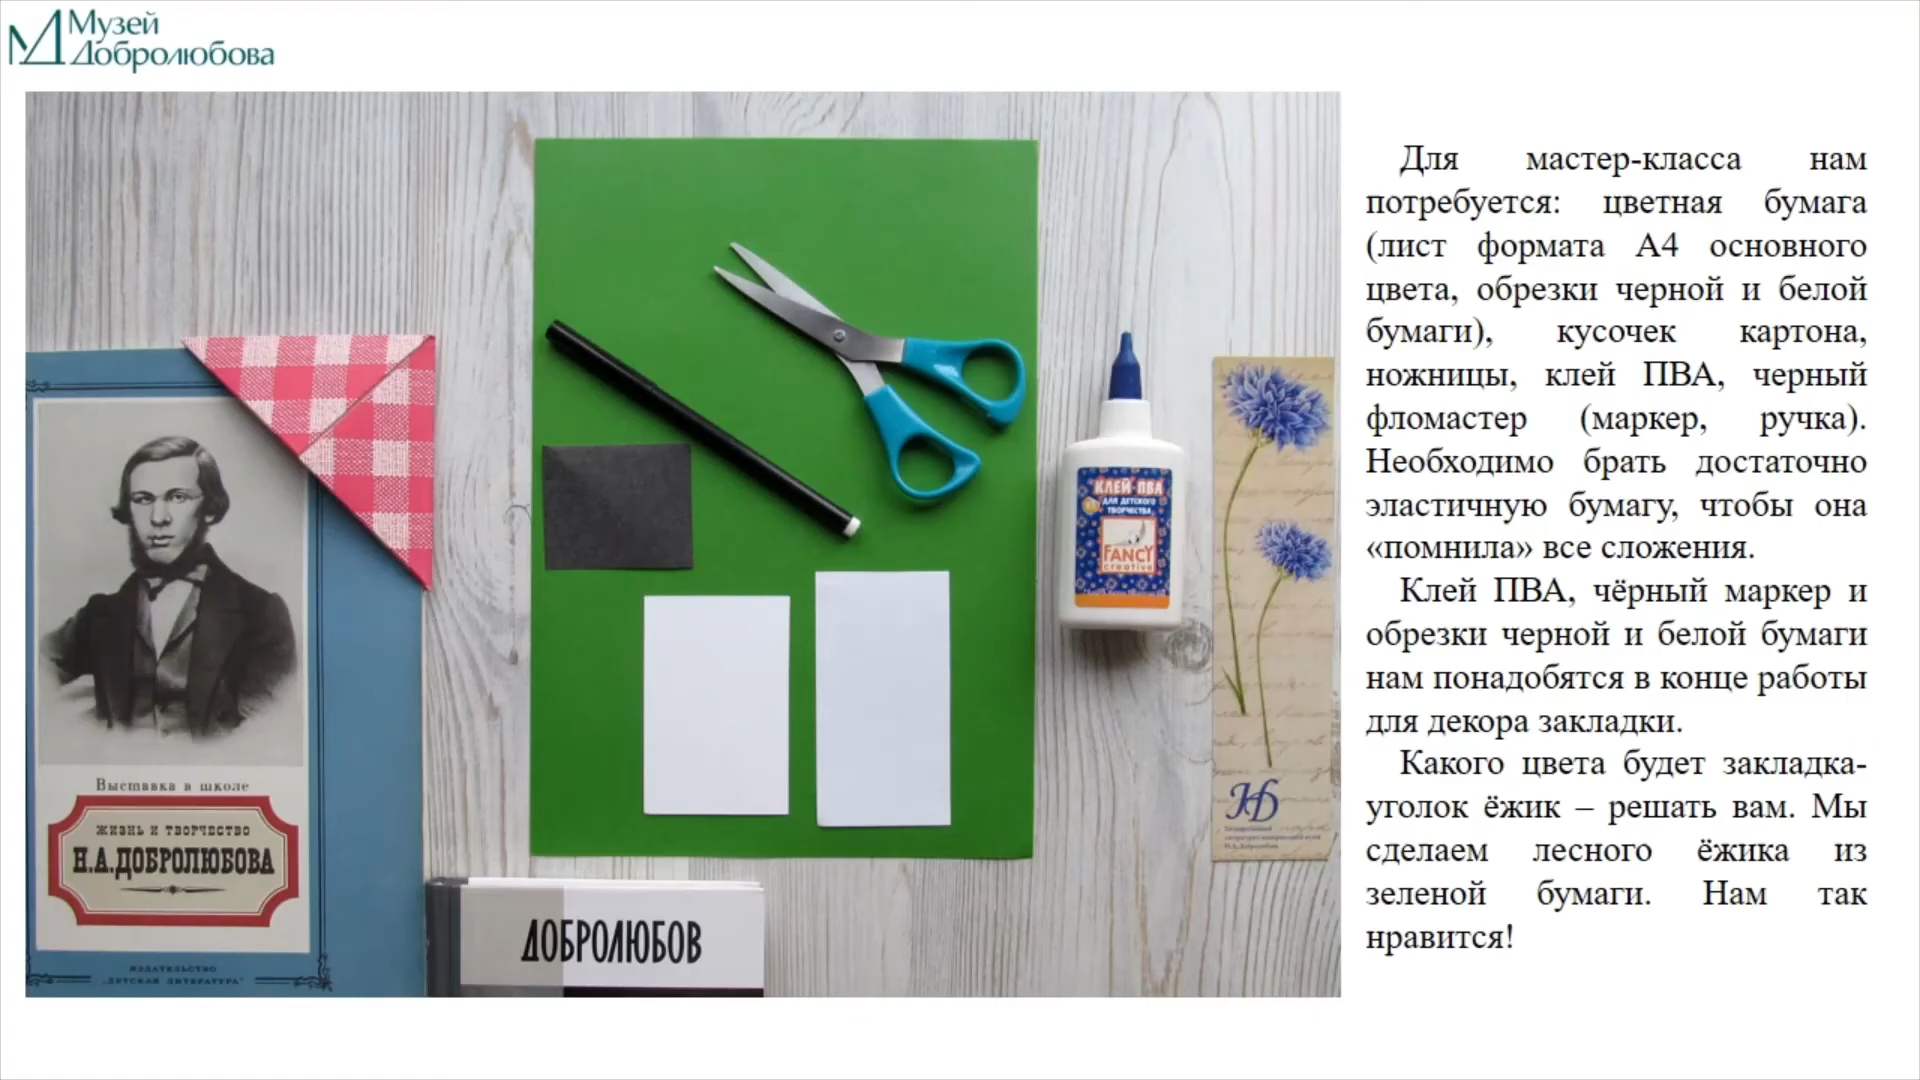 Музей
Добролюбова
Для мастер-класса нам
потребуется: цветная бумага
(лист формата А4 основного
цвета, обрезки черной и белой
бумаги), кусочек картона,
ножницы, клей ПВА, черный
фломастер (маркер, ручка).
Необходимо брать достаточно
эластичную бумагу, чтобы она
«помнила» все сложения.
Клей ПВА, чёрный маркер и
обрезки черной и белой бумаги
нам понадобятся в конце работы
для декора закладки.
Какого цвета будет закладка-
уголок ёжик – решать вам. Мы
сделаем лесного ёжика из
зеленой бумаги. Нам так
нравится!
Выставка в школе
ЖИЗНЬ И ТВОРЧЕСТВО
Н.А.ДОБРОЛЮБОВА
ИЗДАТЕЛЬСТВО
„ДЕТСКАЯ ЛИТЕРАТУРА“
ДОБРОЛЮБОВ
КЛЕЙ ПВА
ДЛЯ ДЕТСКОГО
ТВОРЧЕСТВА
FANCY
creative